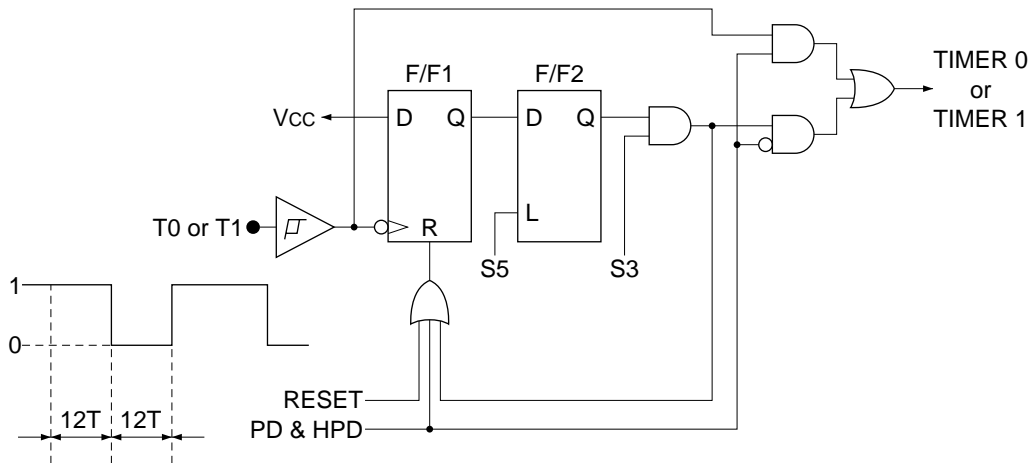 TIMER 0
or
TIMER 1
F/F1
F/F2
VCC
D
Q
D
Q
T0 or T1
R
L
S5
S3
1
0
RESET
12T
12T
PD & HPD